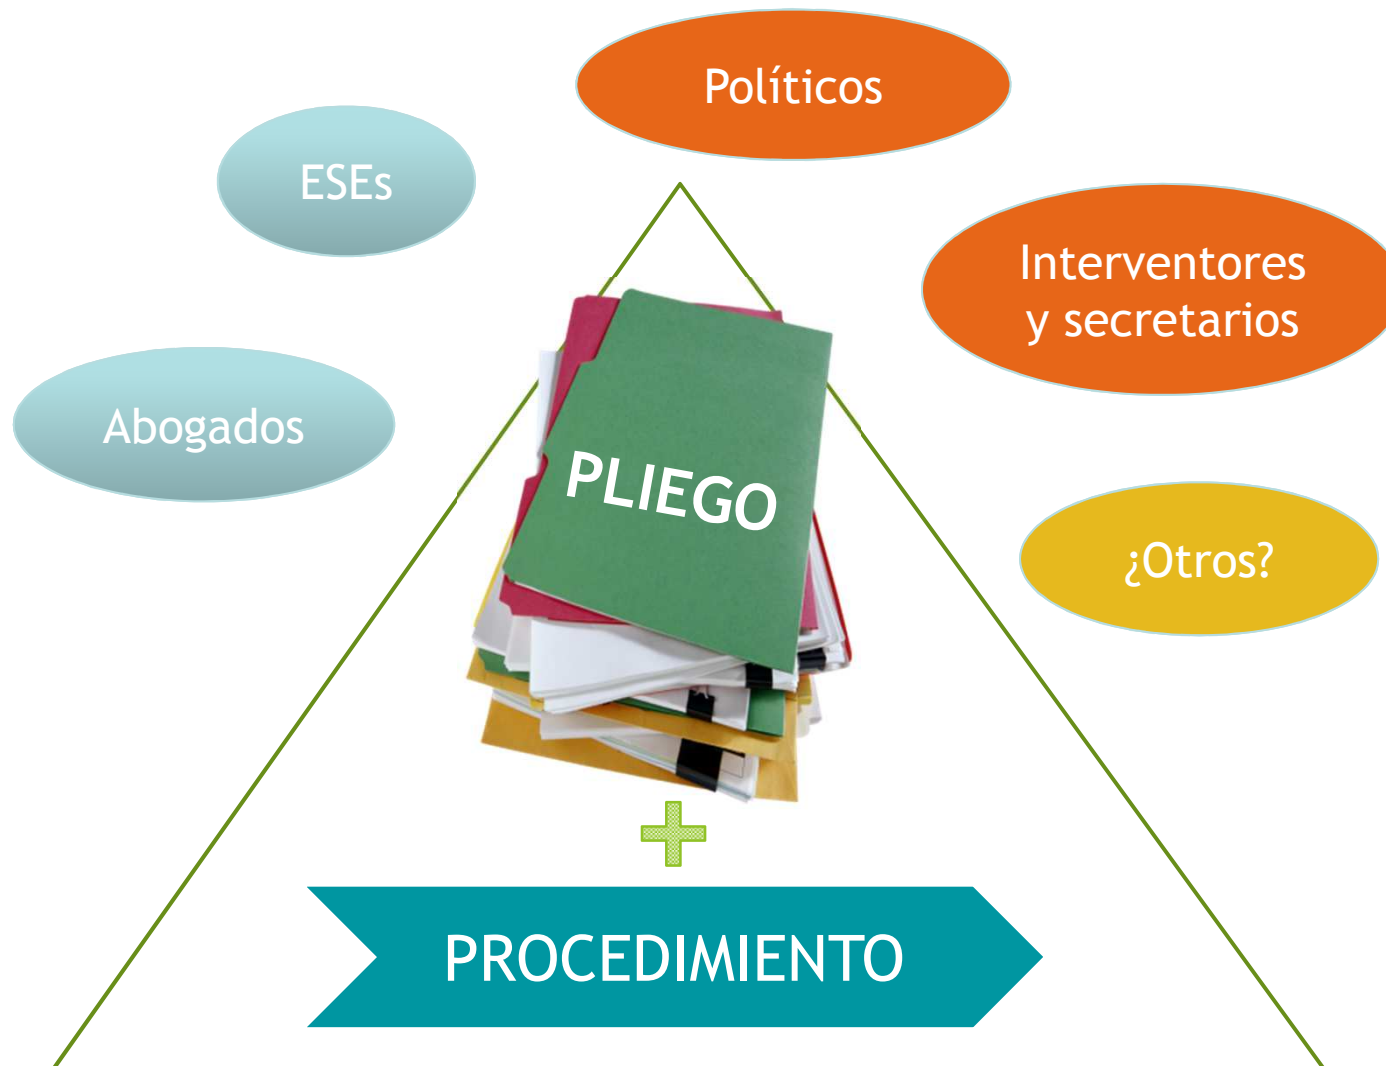 Políticos
ESEs
Interventores
y secretarios
Abogados
PLIEGO
¿Otros?
PROCEDIMIENTO